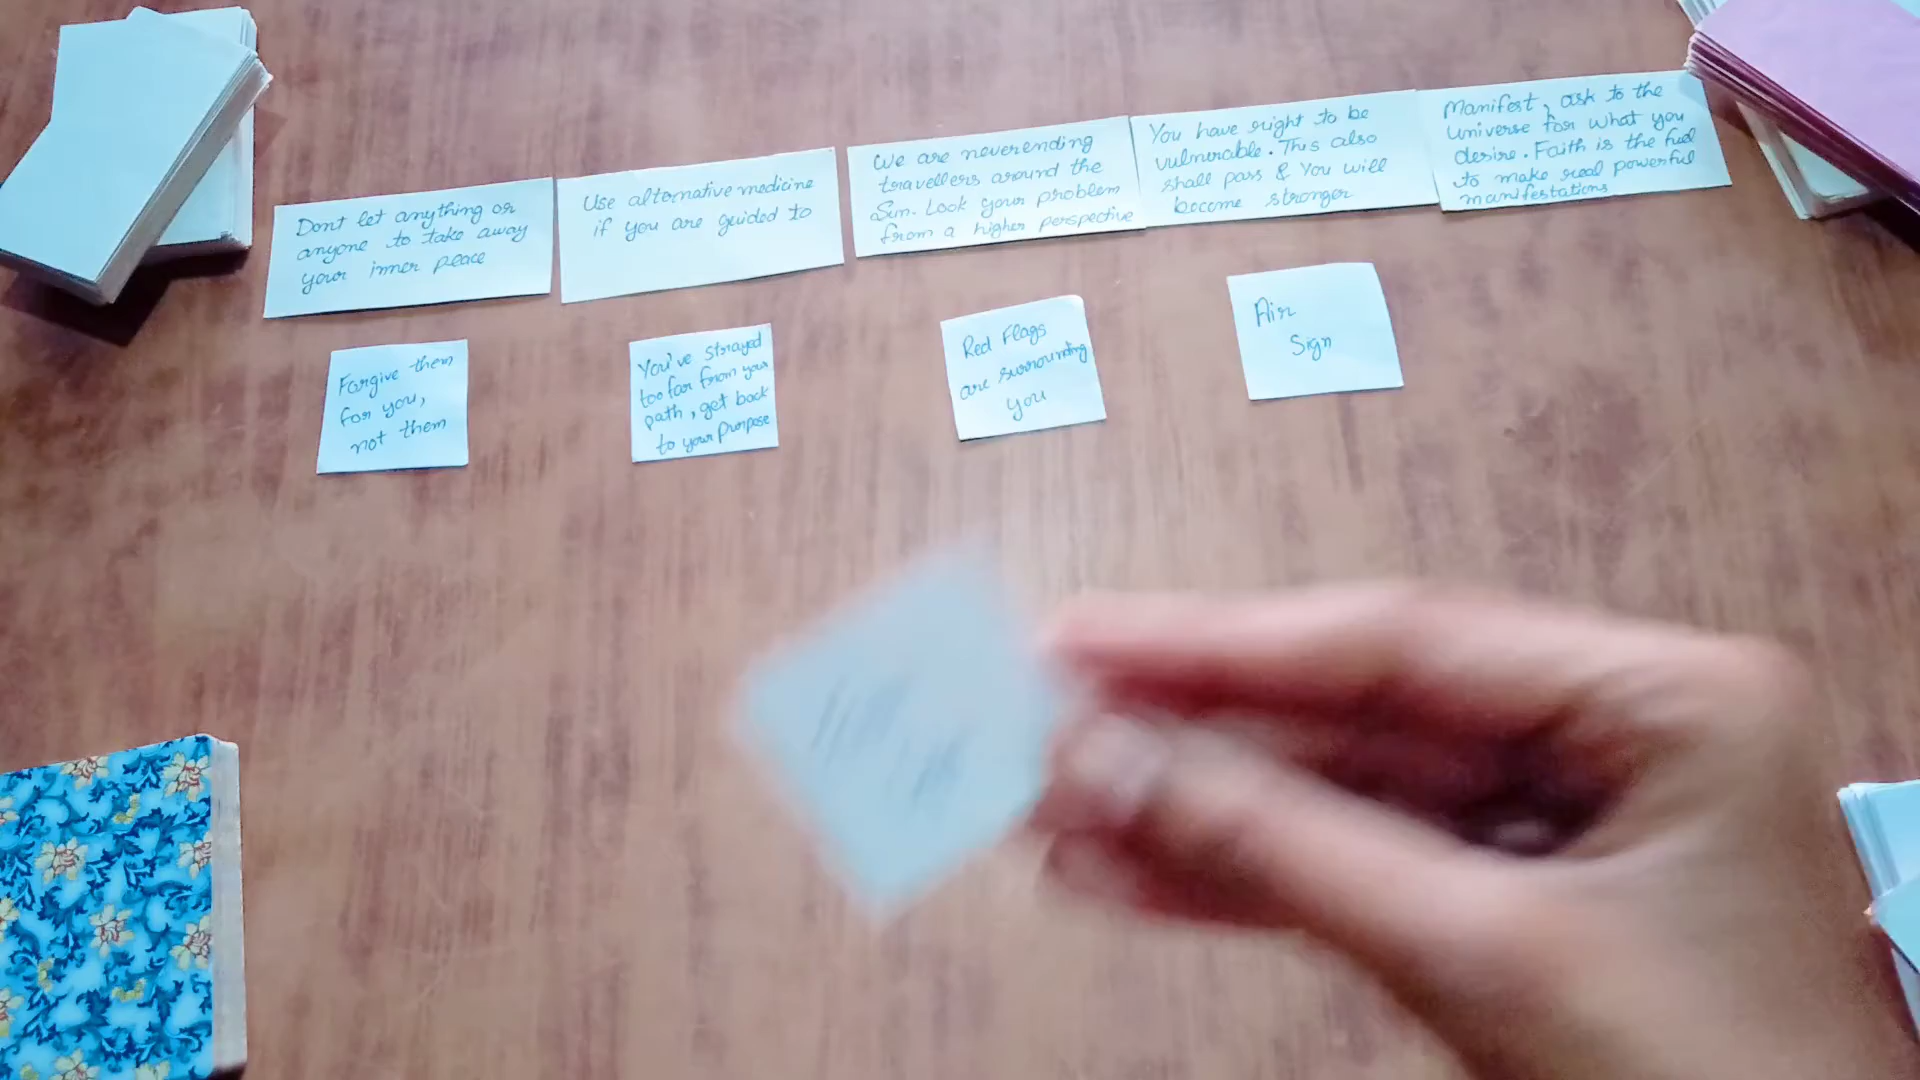 Dont let anything or
anyone to take away
your inner peace
Use alternative medicine
if you are guided to
We are neverending
travellers around the
Sun. Look your problem
from a higher perspective
You have right to be
vulnerable. This also
shall pass & You will
become stronger
Manifest, ask to the
universe for what you
desire. Faith is the fuel
to make real powerful
manifestations
Forgive them
for you,
not them
You've strayed
too far from your
path, get back
to your purpose
Red Flags
are surrounding
you
Air
Sign